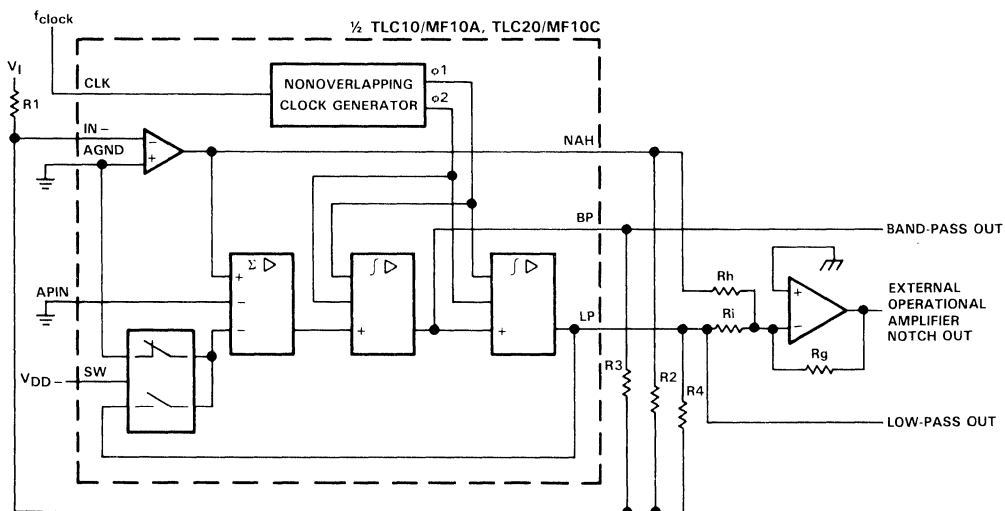 fclock
½ TLC10/MF10A, TLC20/MF10C
VI
R1
CLK
NONOVERLAPPING
CLOCK GENERATOR
φ1
φ2
IN−
AGND
−
+
NAH
BP
BAND-PASS OUT
Σ ▷
∫ ▷
∫ ▷
+
−
−
+
+
APIN
LP
Rh
Ri
+
−
Rg
EXTERNAL
OPERATIONAL
AMPLIFIER
NOTCH OUT
VDD−
SW
R3
R2
R4
LOW-PASS OUT